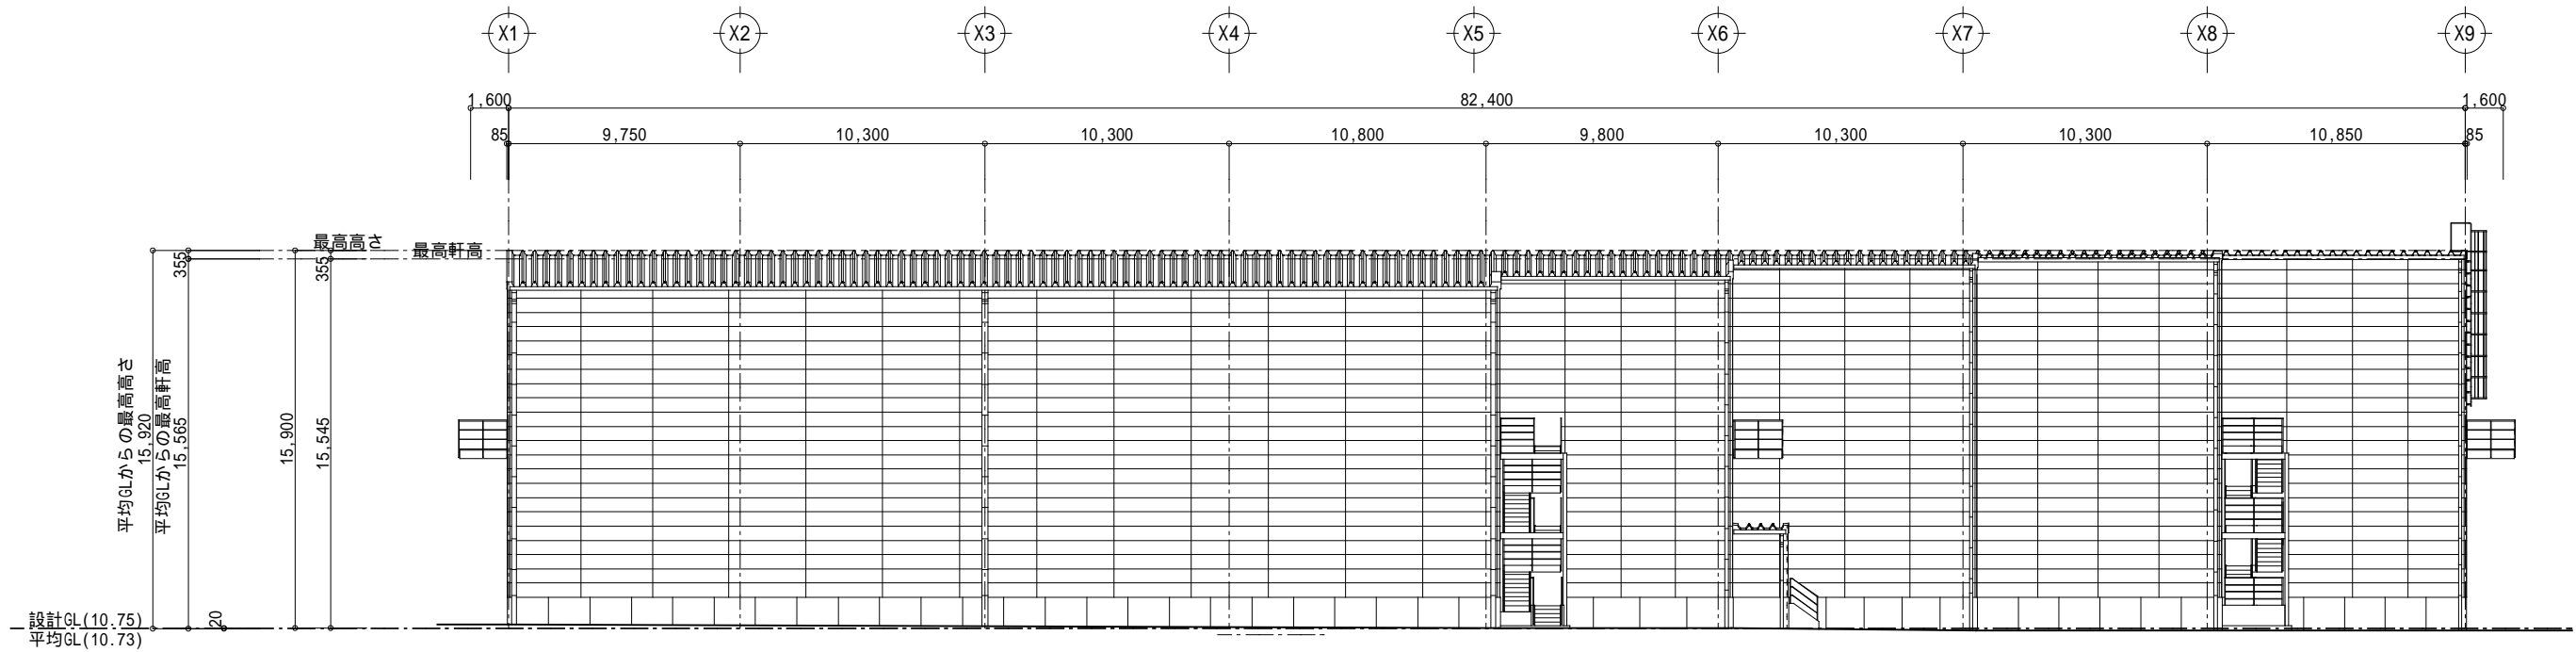 X1 X2 X3 X4 X5 X6 X7 X8 X9
1,600 82,400 1,600
85 9,750 10,300 10,300 10,800 9,800 10,300 10,300 10,850 85
最高高さ
最高軒高
355
355
平均GLからの最高高さ
15,920
平均GLからの最高軒高
15,565
15,900
15,545
20
設計GL(10.75)
平均GL(10.73)